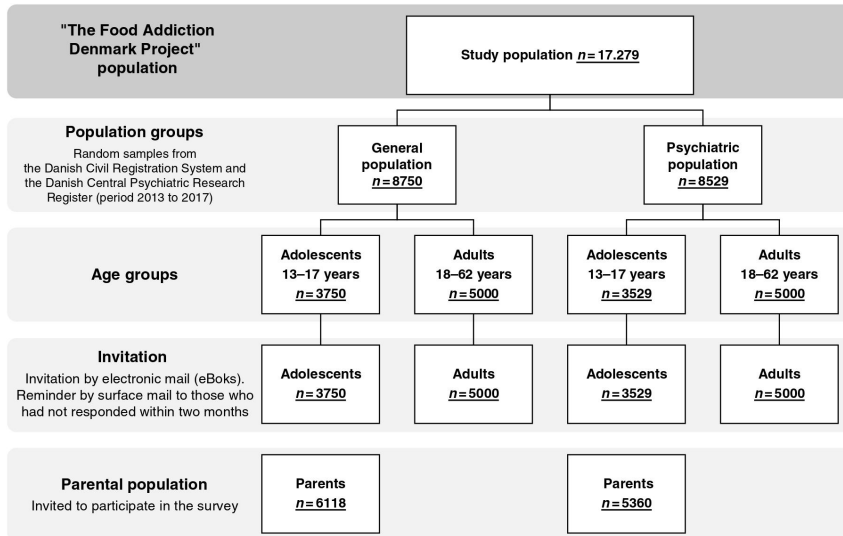 "The Food Addiction
Denmark Project"
population
Study population n = 17.279
Population groups
Random samples from
the Danish Civil Registration System and
the Danish Central Psychiatric Research
Register (period 2013 to 2017)
General
population
n = 8750
Psychiatric
population
n = 8529
Age groups
Adolescents
13–17 years
n = 3750
Adults
18–62 years
n = 5000
Adolescents
13–17 years
n = 3529
Adults
18–62 years
n = 5000
Invitation
Invitation by electronic mail (eBoks).
Reminder by surface mail to those who
had not responded within two months
Adolescents
n = 3750
Adults
n = 5000
Adolescents
n = 3529
Adults
n = 5000
Parental population
Invited to participate in the survey
Parents
n = 6118
Parents
n = 5360